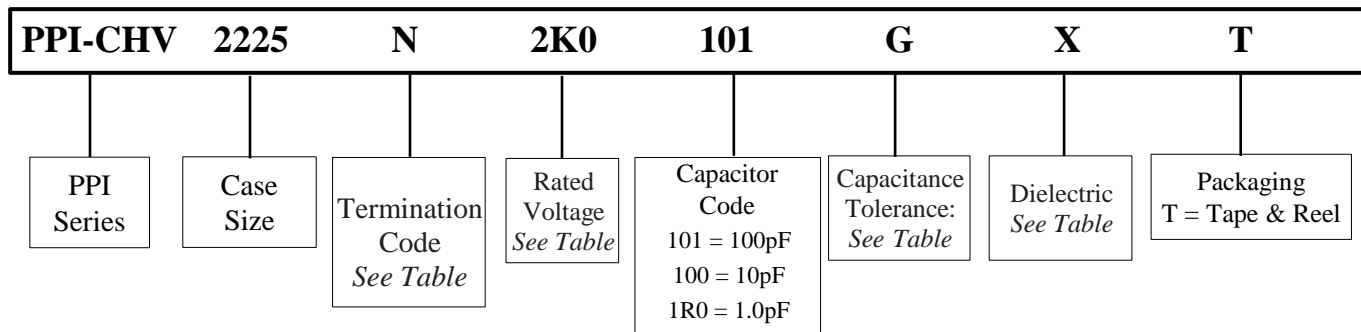 PPI-CHV 2225 N 2K0 101 G X T
PPI
Series
Case
Size
Termination
Code
See Table
Rated
Voltage
See Table
Capacitor
Code
101 = 100pF
100 = 10pF
1R0 = 1.0pF
Capacitance
Tolerance:
See Table
Dielectric
See Table
Packaging
T = Tape & Reel